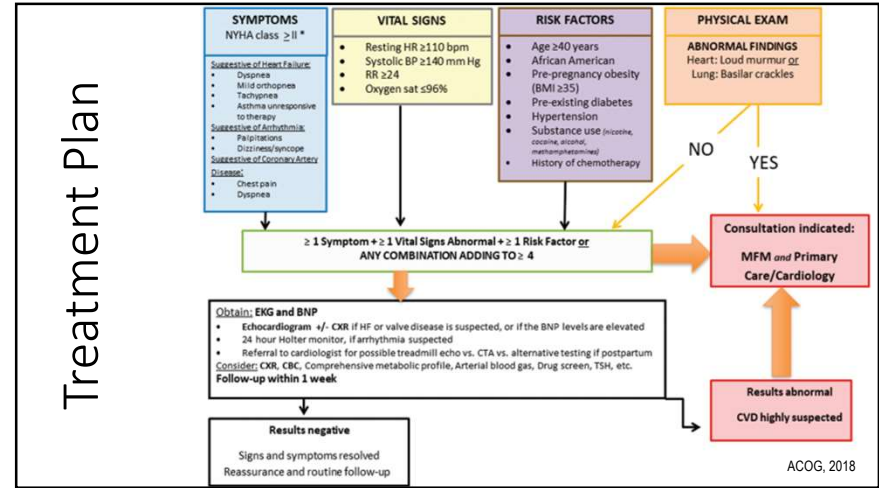 Treatment Plan
SYMPTOMS
NYHA class ≥II *
Suggestive of Heart Failure:
• Dyspnea
• Mild orthopnea
• Tachypnea
• Asthma unresponsive
to therapy
Suggestive of Arrhythmia:
• Palpitations
• Dizziness/syncope
Suggestive of Coronary Artery
Disease:
• Chest pain
• Dyspnea
VITAL SIGNS
• Resting HR ≥110 bpm
• Systolic BP ≥140 mm Hg
• RR ≥24
• Oxygen sat ≤96%
RISK FACTORS
• Age ≥40 years
• African American
• Pre-pregnancy obesity
(BMI ≥35)
• Pre-existing diabetes
• Hypertension
• Substance use (nicotine,
cocaine, alcohol,
methamphetamines)
• History of chemotherapy
PHYSICAL EXAM
ABNORMAL FINDINGS
Heart: Loud murmur or
Lung: Basilar crackles
NO
YES
≥ 1 Symptom + ≥ 1 Vital Signs Abnormal + ≥ 1 Risk Factor or
ANY COMBINATION ADDING TO ≥ 4
Consultation indicated:
MFM and Primary
Care/Cardiology
Obtain: EKG and BNP
• Echocardiogram +/- CXR if HF or valve disease is suspected, or if the BNP levels are elevated
• 24 hour Holter monitor, if arrhythmia suspected
• Referral to cardiologist for possible treadmill echo vs. CTA vs. alternative testing if postpartum
Consider: CXR, CBC, Comprehensive metabolic profile, Arterial blood gas, Drug screen, TSH, etc.
Follow-up within 1 week
Results abnormal
CVD highly suspected
Results negative
Signs and symptoms resolved
Reassurance and routine follow-up
ACOG, 2018